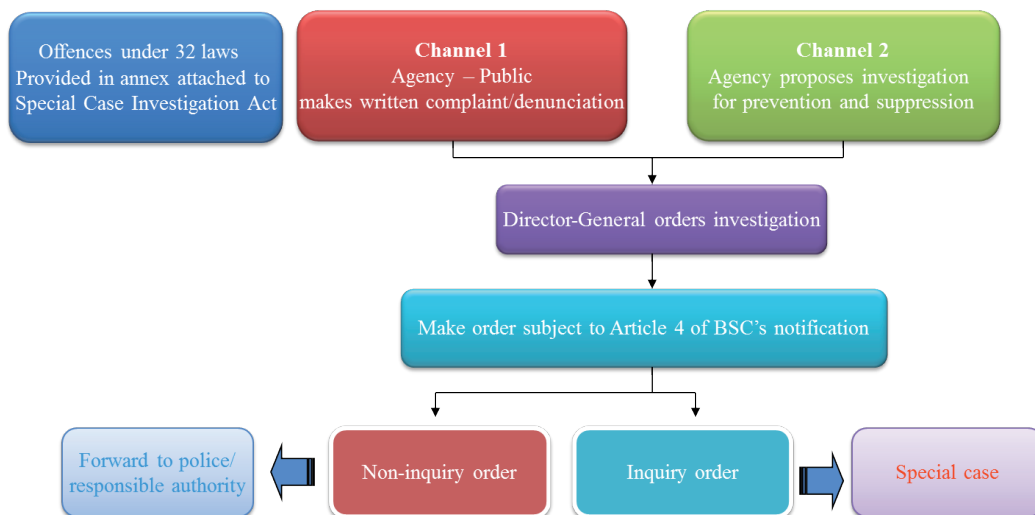 Offences under 32 laws
Provided in annex attached to
Special Case Investigation Act
Channel 1
Agency – Public
makes written complaint/denunciation
Channel 2
Agency proposes investigation
for prevention and suppression
Director-General orders investigation
Make order subject to Article 4 of BSC’s notification
Forward to police/
responsible authority
Non-inquiry order
Inquiry order
Special case